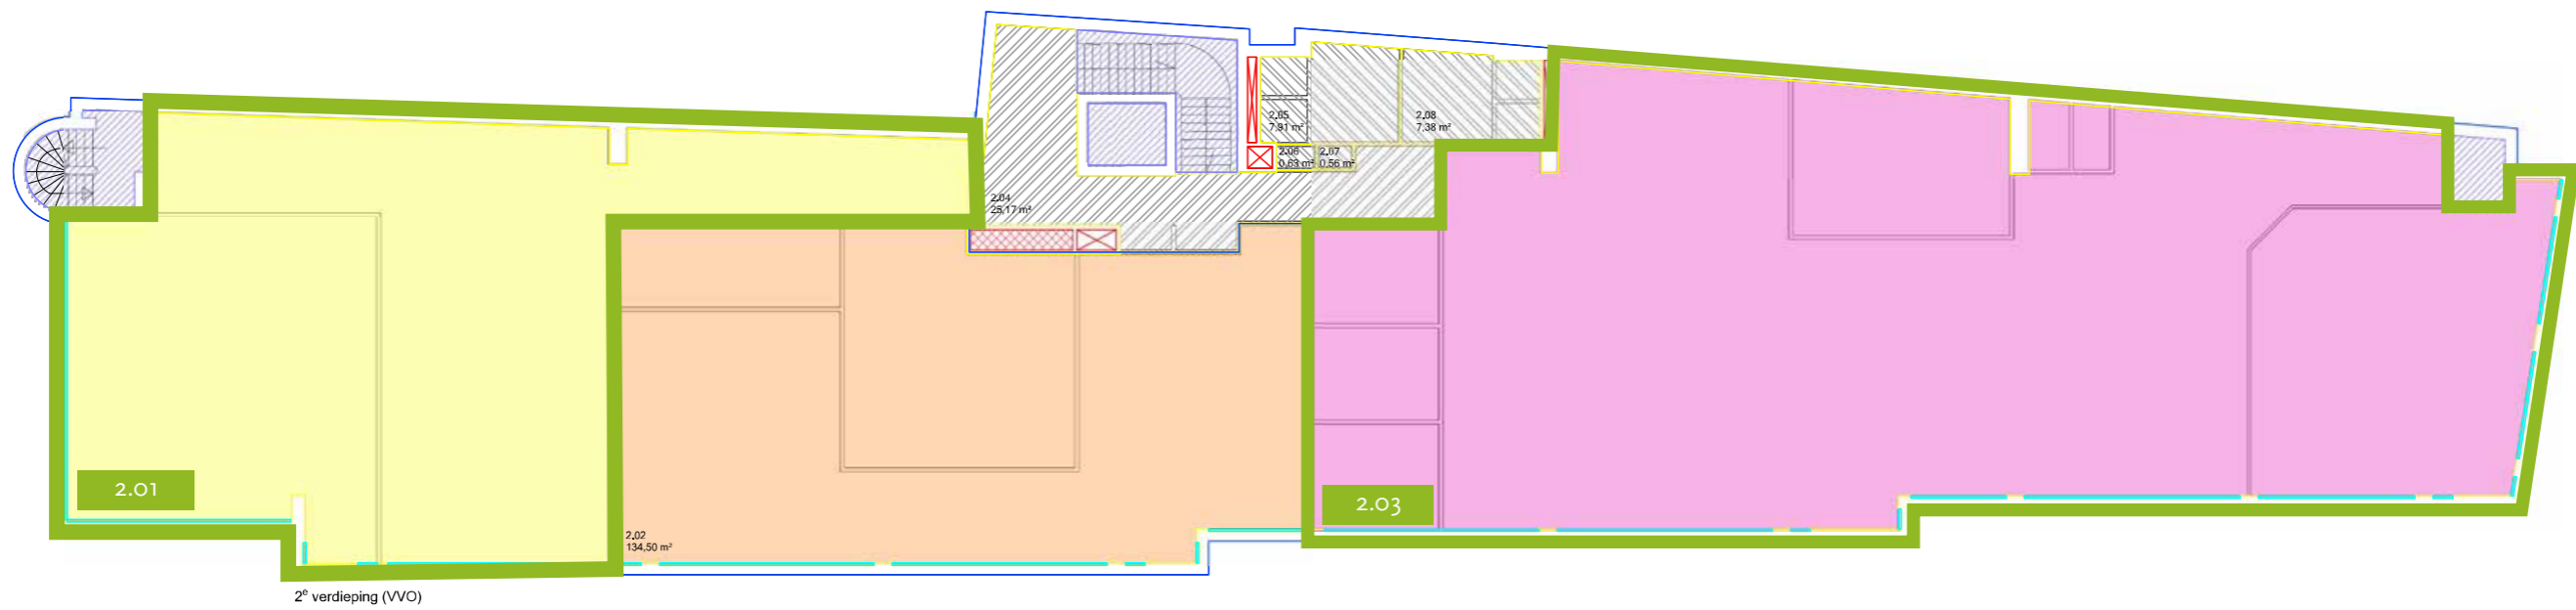 2.05
7,91 m²
2.08
7,38 m²
2.06
0,63 m²
2.07
0,56 m²
2.04
25,17 m²
2.01
2.03
2.02
134,50 m²
2e verdieping (VVO)